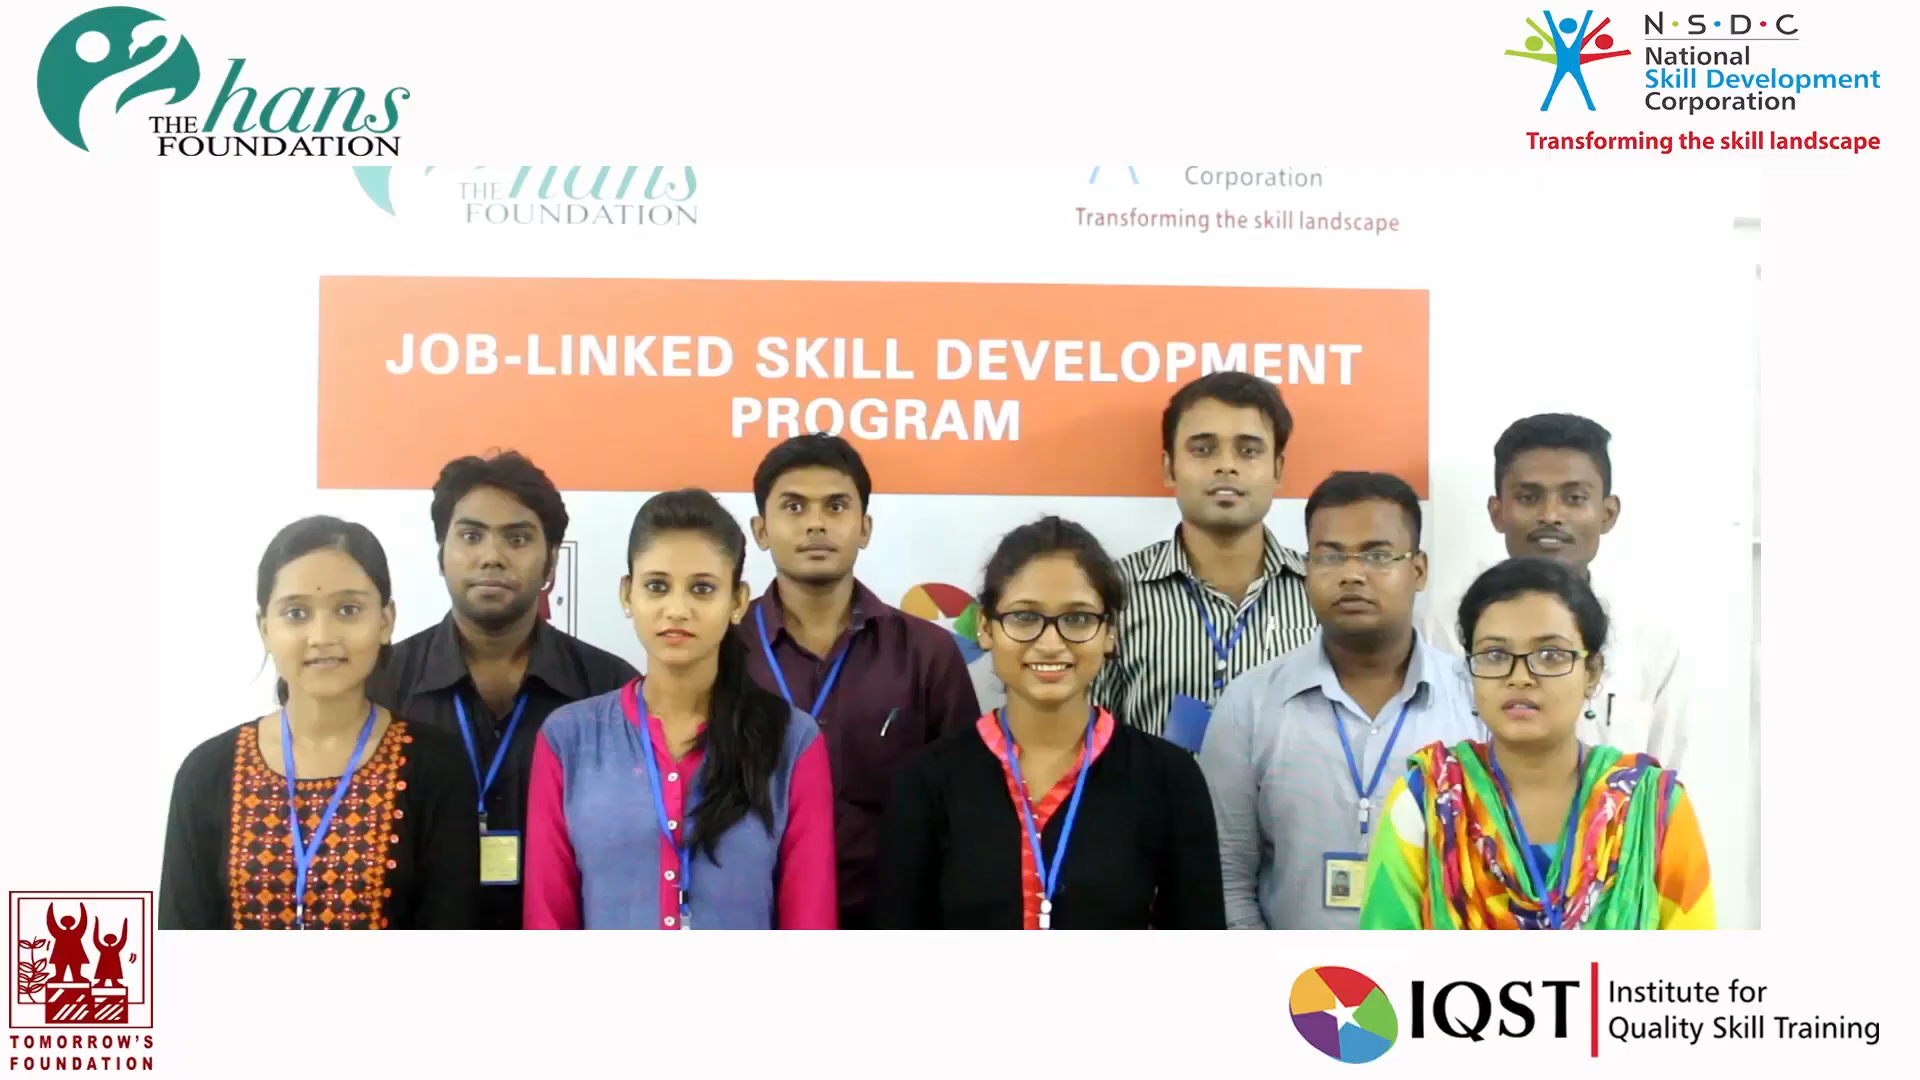 THE hans
FOUNDATION
N·S·D·C
National
Skill Development
Corporation
Transforming the skill landscape
THE hans
FOUNDATION
Corporation
Transforming the skill landscape
JOB-LINKED SKILL DEVELOPMENT
PROGRAM
TOMORROW'S
FOUNDATION
IQST
Institute for
Quality Skill Training